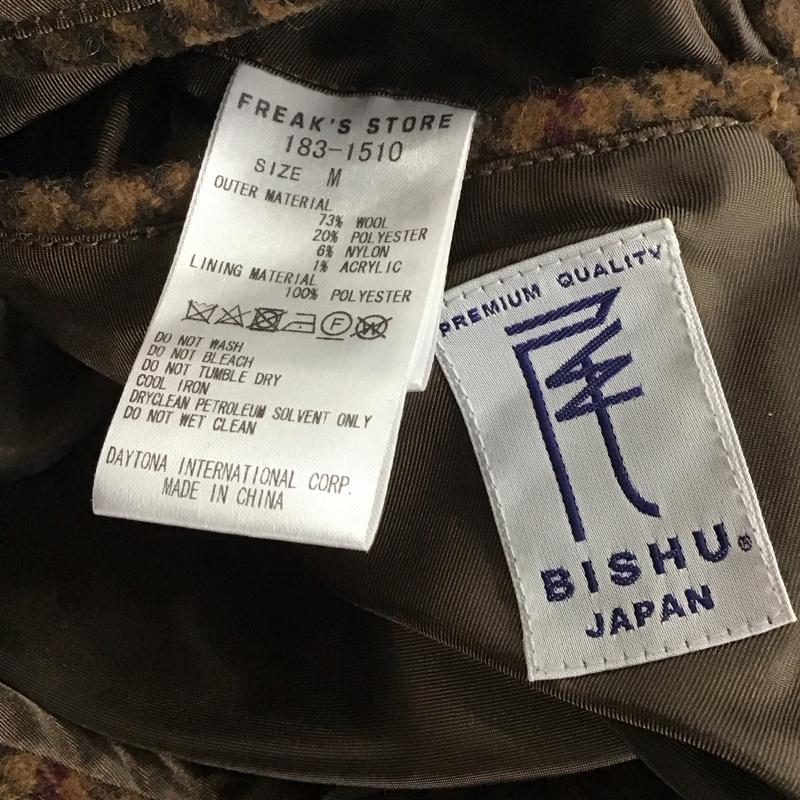 FREAK'S STORE
183-1510
SIZE M
OUTER MATERIAL
73% WOOL
20% POLYESTER
6% NYLON
1% ACRYLIC
LINING MATERIAL
100% POLYESTER
F
W
DO NOT WASH
DO NOT BLEACH
DO NOT TUMBLE DRY
COOL IRON
DRYCLEAN PETROLEUM SOLVENT ONLY
DO NOT WET CLEAN
DAYTONA INTERNATIONAL CORP.
MADE IN CHINA
PREMIUM QUALITY
尾
BISHU®
JAPAN